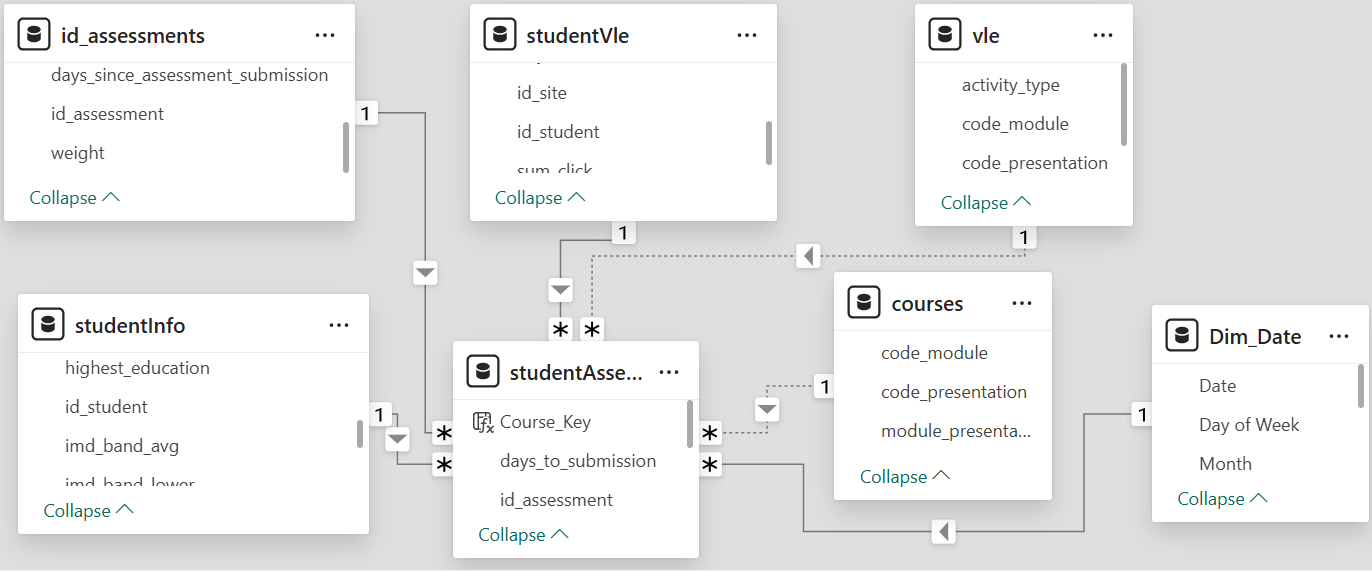 id_assessments
...
days_since_assessment_submission
id_assessment
weight
Collapse
1
studentVle
...
id_site
id_student
sum_click
Collapse
1
vle
...
activity_type
code_module
code_presentation
Collapse
1
studentInfo
...
highest_education
id_student
imd_band_avg
imd_band_lower
Collapse
1
*
*
*
*
studentAsse...
...
Course_Key
days_to_submission
id_assessment
Collapse
*
*
courses
...
code_module
code_presentation
module_presenta...
Collapse
1
Dim_Date
...
Date
Day of Week
Month
Collapse
1